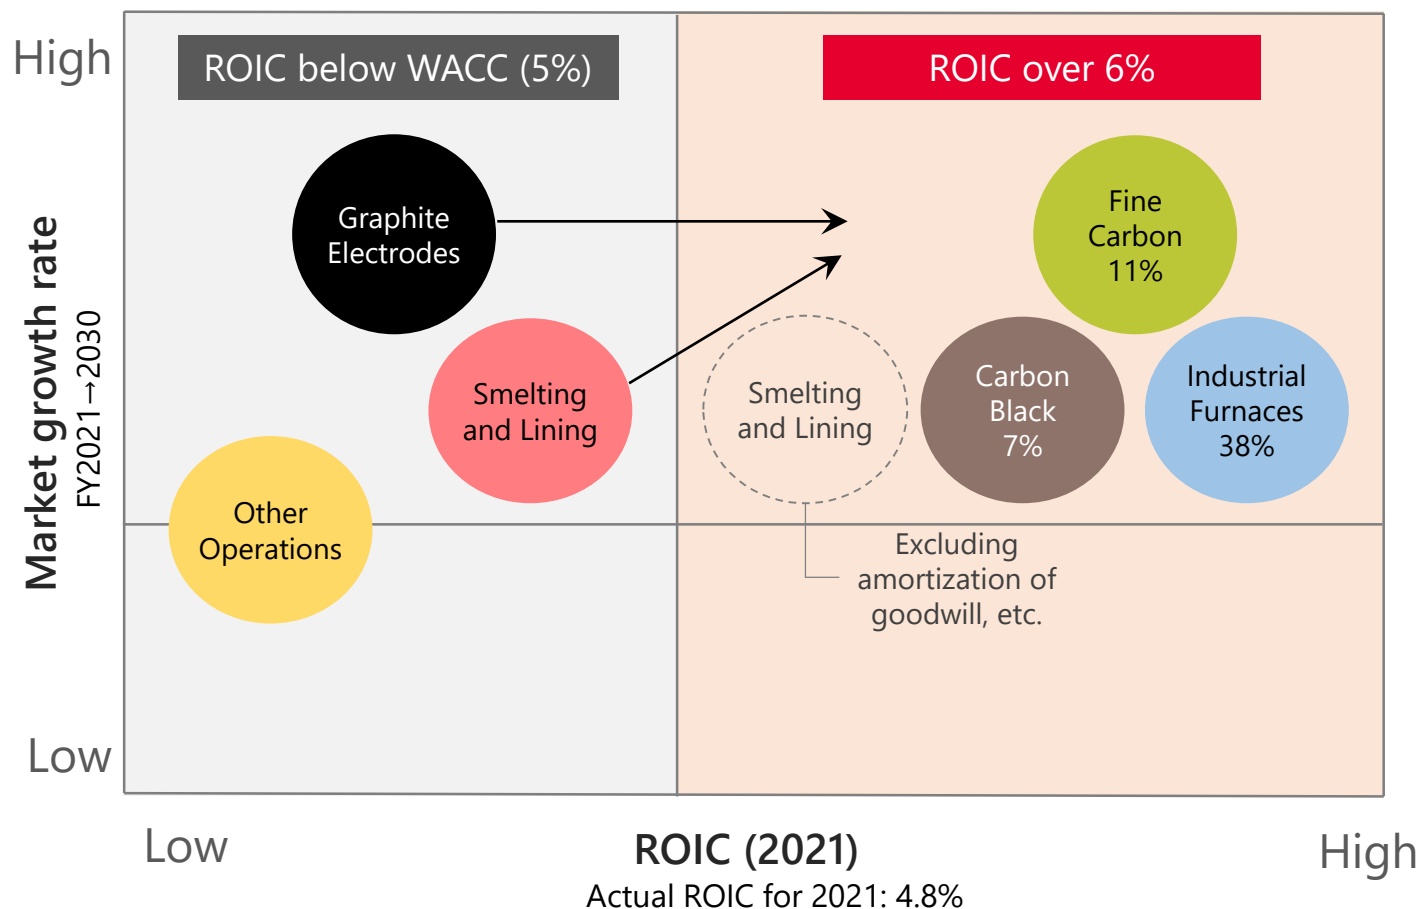 High
ROIC below WACC (5%)
ROIC over 6%
Graphite
Electrodes
Fine
Carbon
11%
Market growth rate
FY2021→2030
Smelting
and Lining
Smelting
and Lining
Carbon
Black
7%
Industrial
Furnaces
38%
Other
Operations
Excluding
amortization of
goodwill, etc.
Low
Low
ROIC (2021)
High
Actual ROIC for 2021: 4.8%